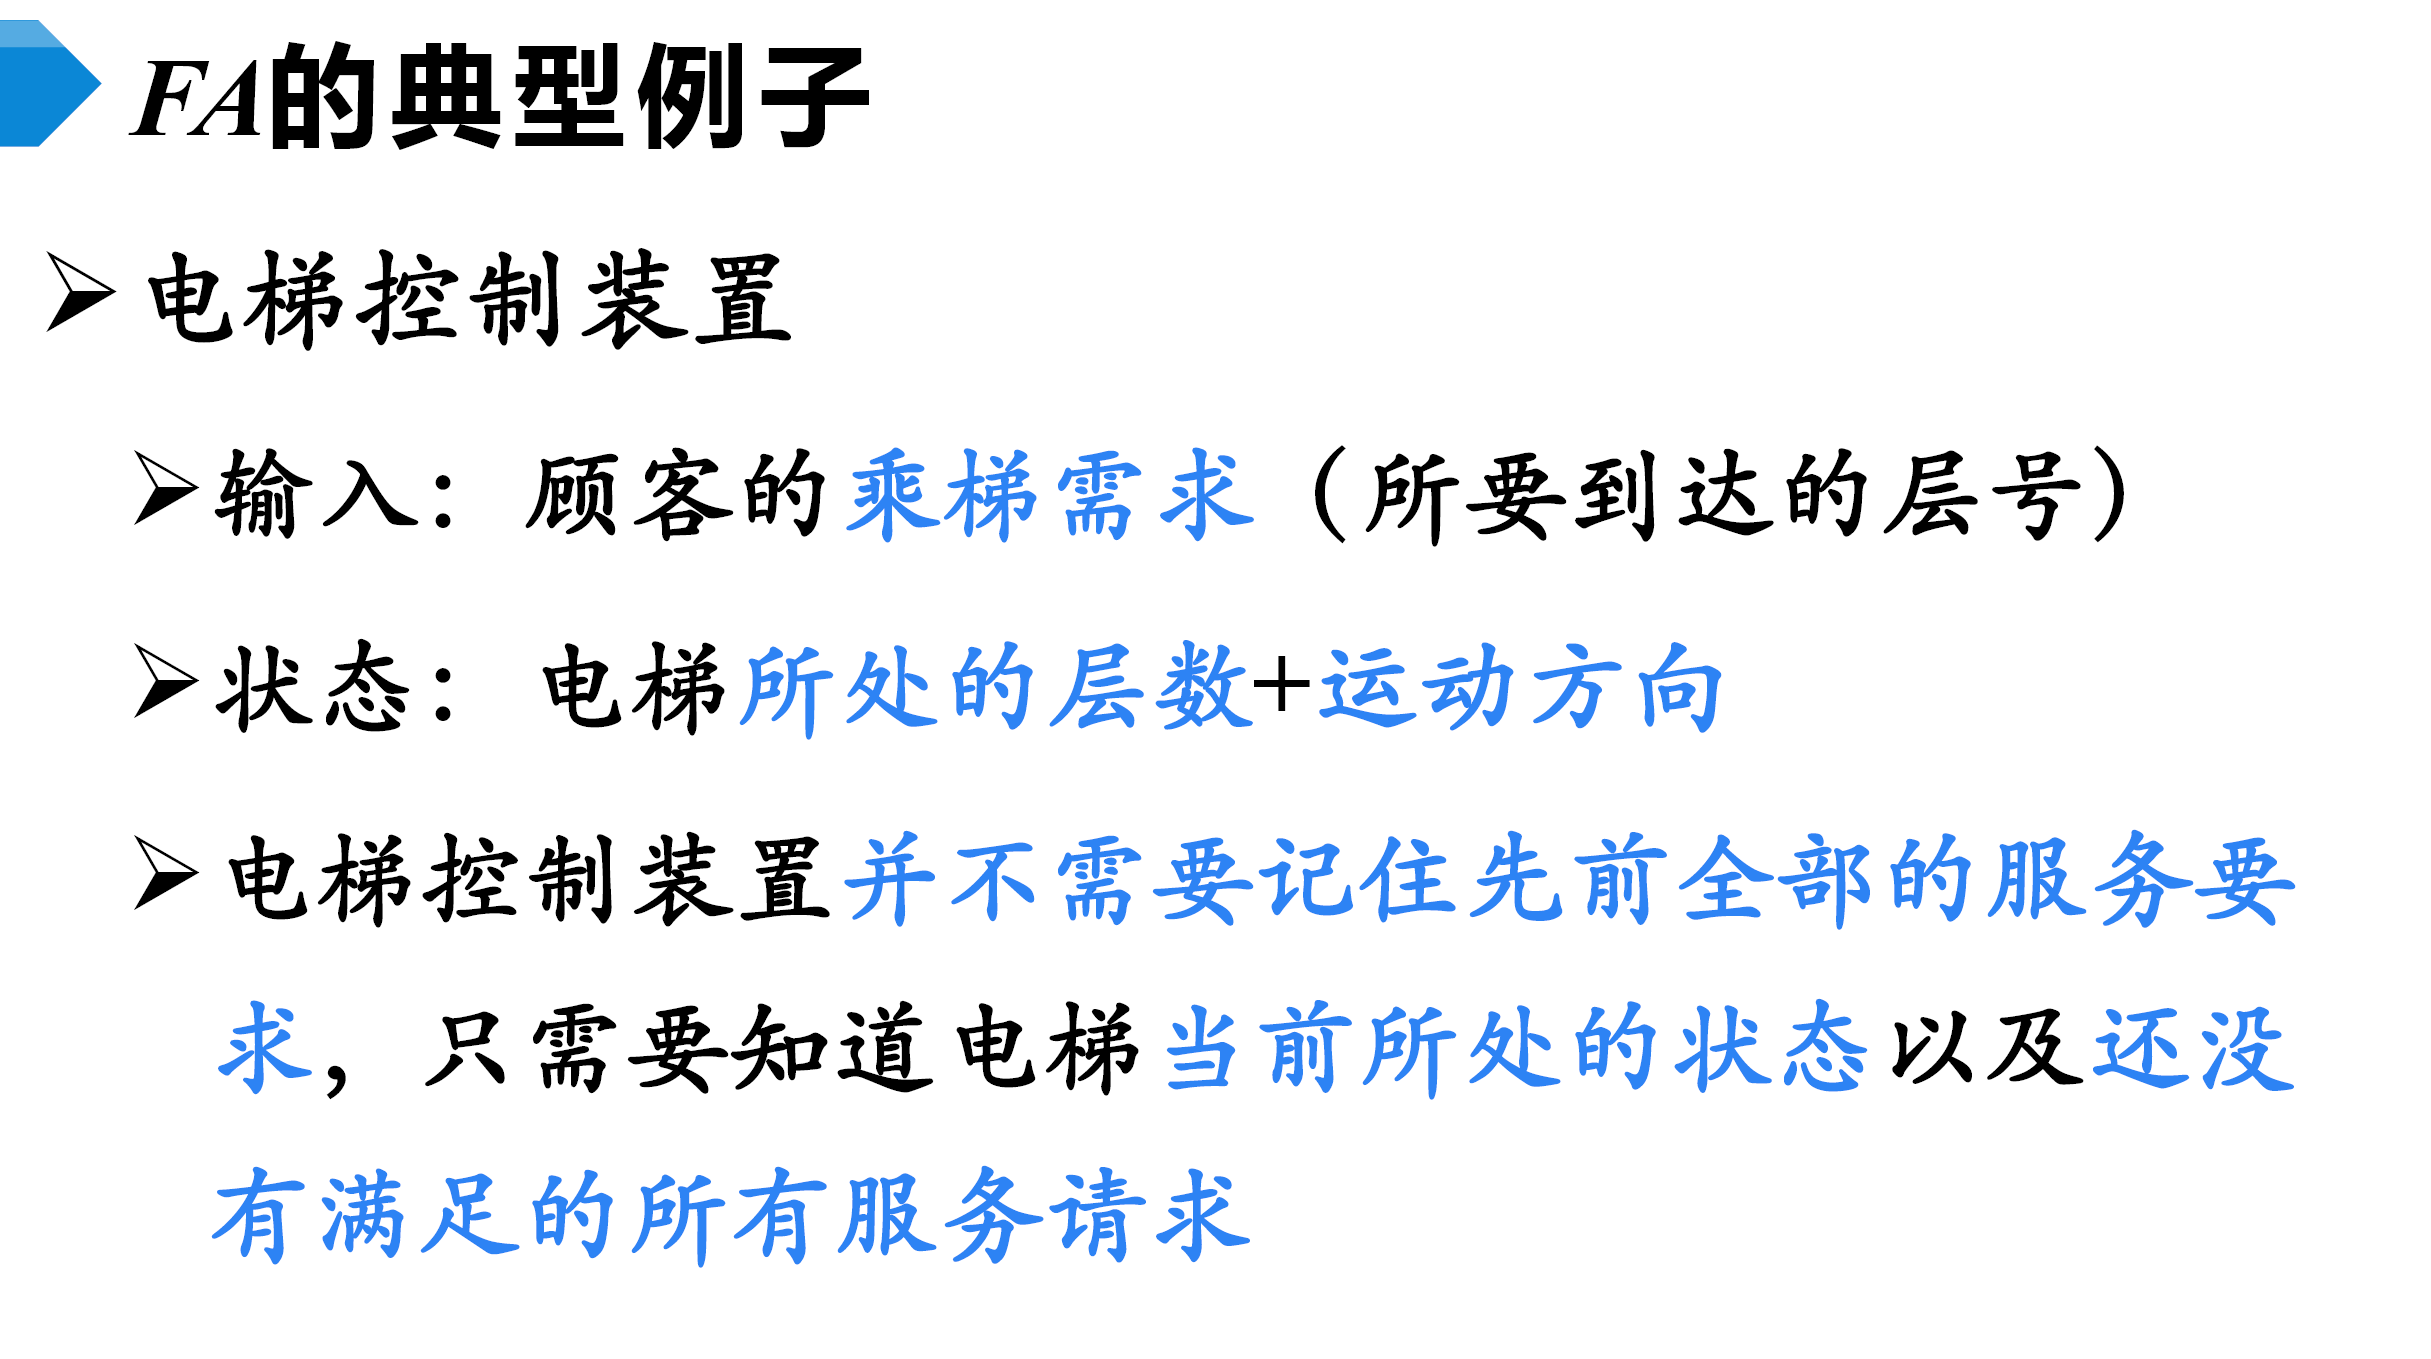 FA的典型例子
电梯控制装置
输入：顾客的乘梯需求（所要到达的层号）
状态：电梯所处的层数+运动方向
电梯控制装置并不需要记住先前全部的服务要
求，只需要知道电梯当前所处的状态以及还没
有满足的所有服务请求